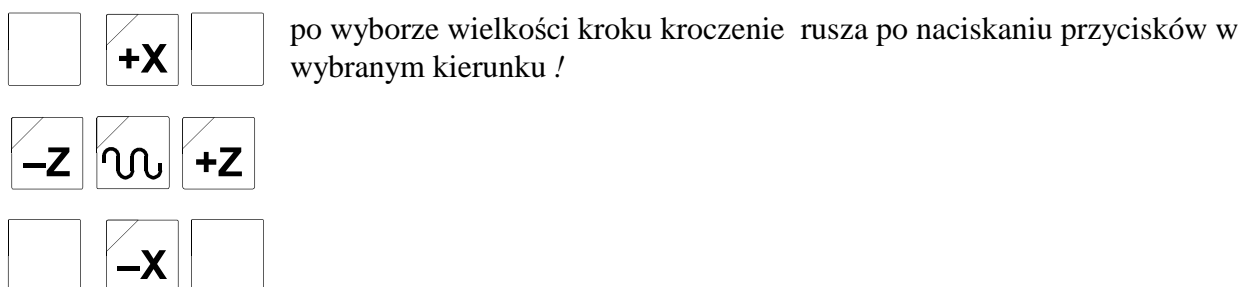 +X
po wyborze wielkości kroku kroczenie  rusza po naciskaniu przycisków w
wybranym kierunku !
–Z
+Z
–X